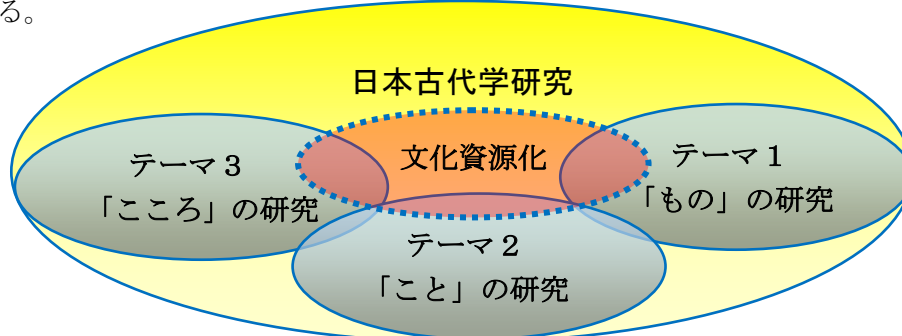 る。
日本古代学研究
文化資源化
テーマ３
「こころ」の研究
テーマ１
「もの」の研究
テーマ２
「こと」の研究